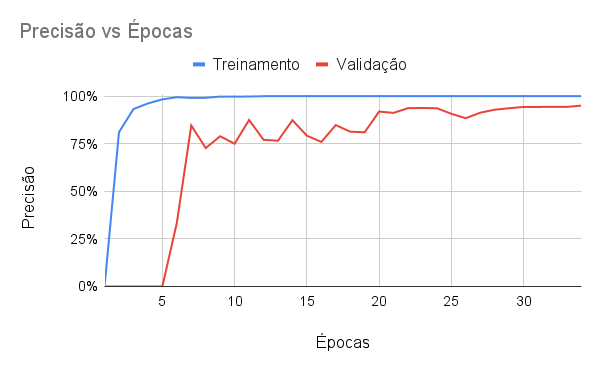 Precisão vs Épocas
Treinamento
Validação
100%
75%
50%
25%
0%
Precisão
5
10
15
20
25
30
Épocas